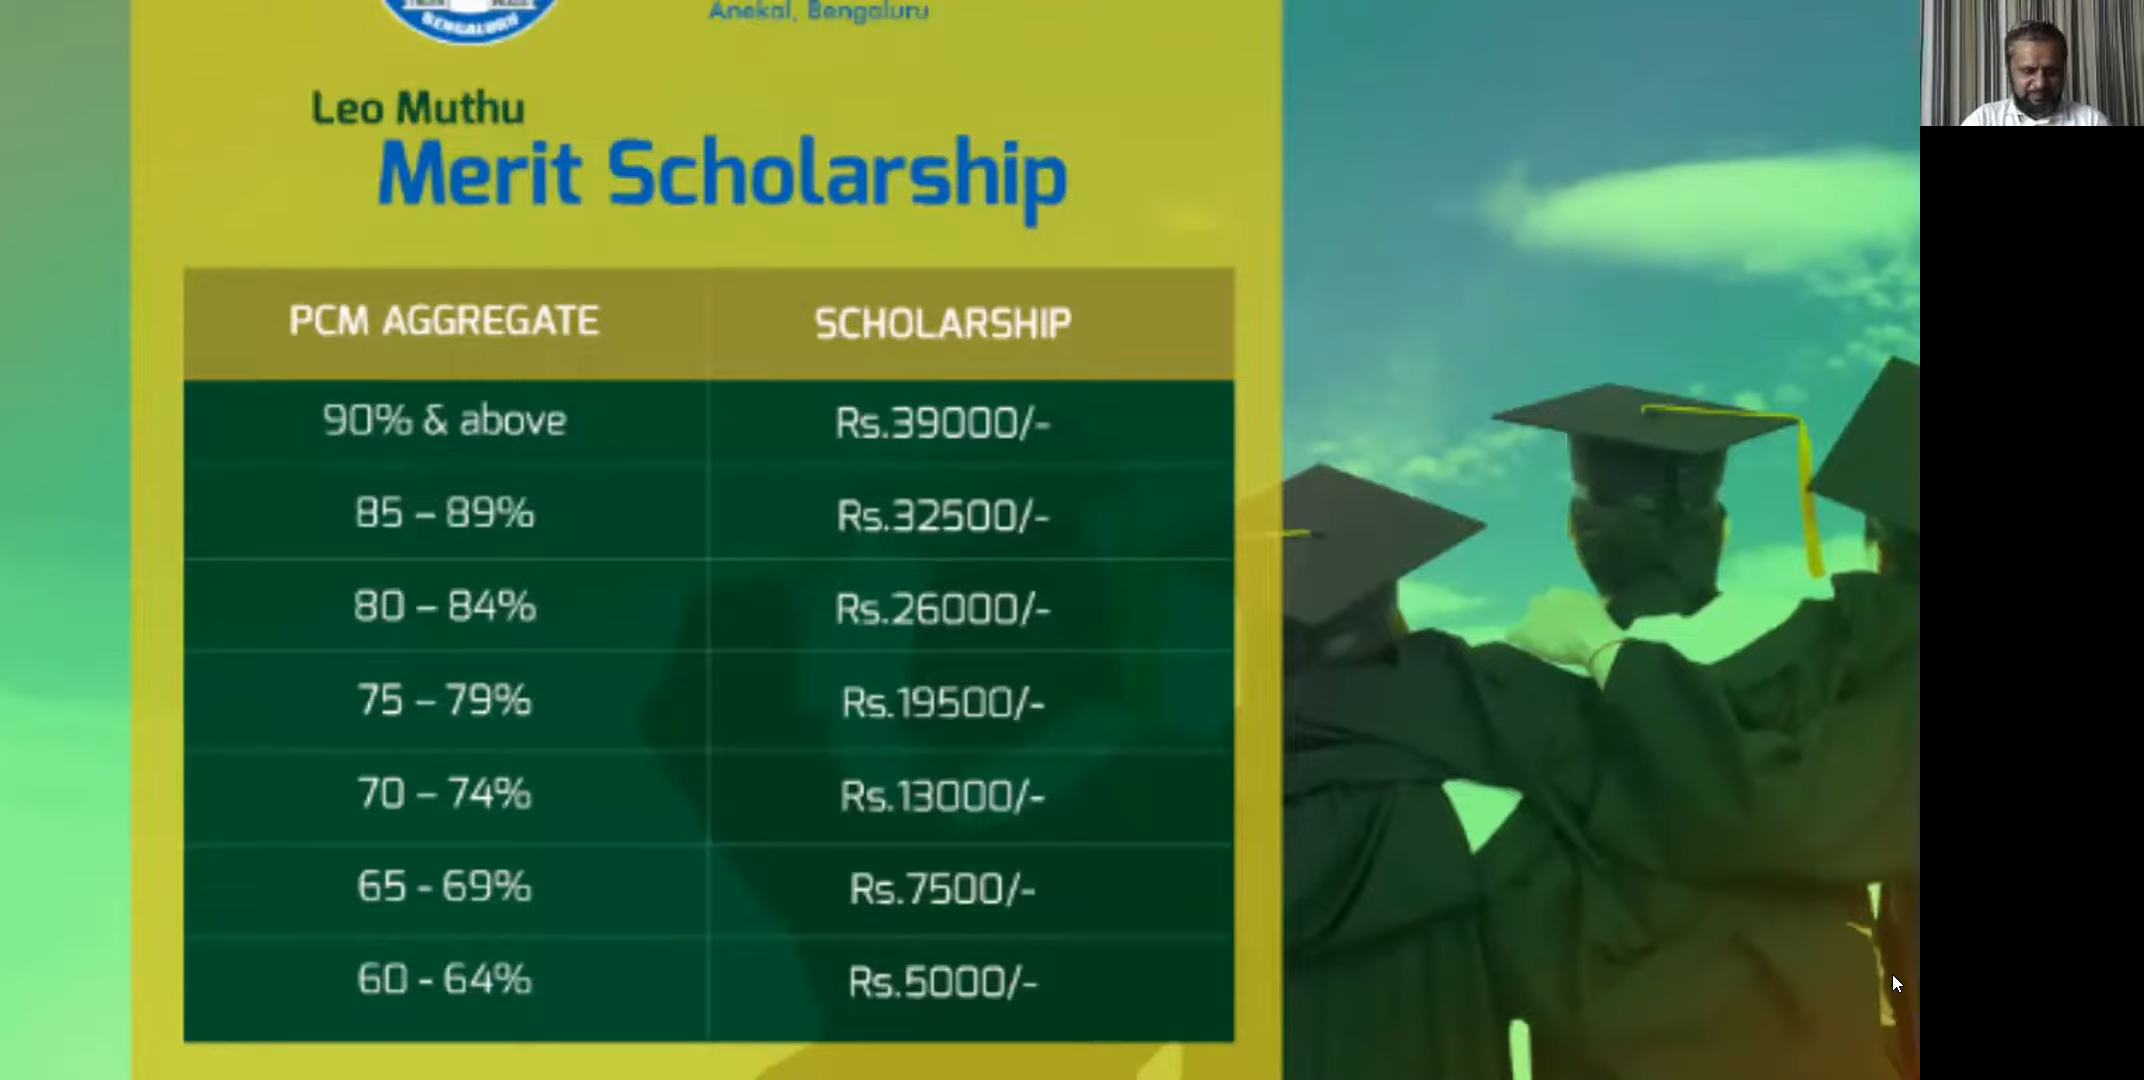 BENGALURU
Anekal, Bengaluru
Leo Muthu
Merit Scholarship
PCM AGGREGATE SCHOLARSHIP
90% & above Rs.39000/-
85 – 89% Rs.32500/-
80 – 84% Rs.26000/-
75 – 79% Rs.19500/-
70 – 74% Rs.13000/-
65 - 69% Rs.7500/-
60 - 64% Rs.5000/-